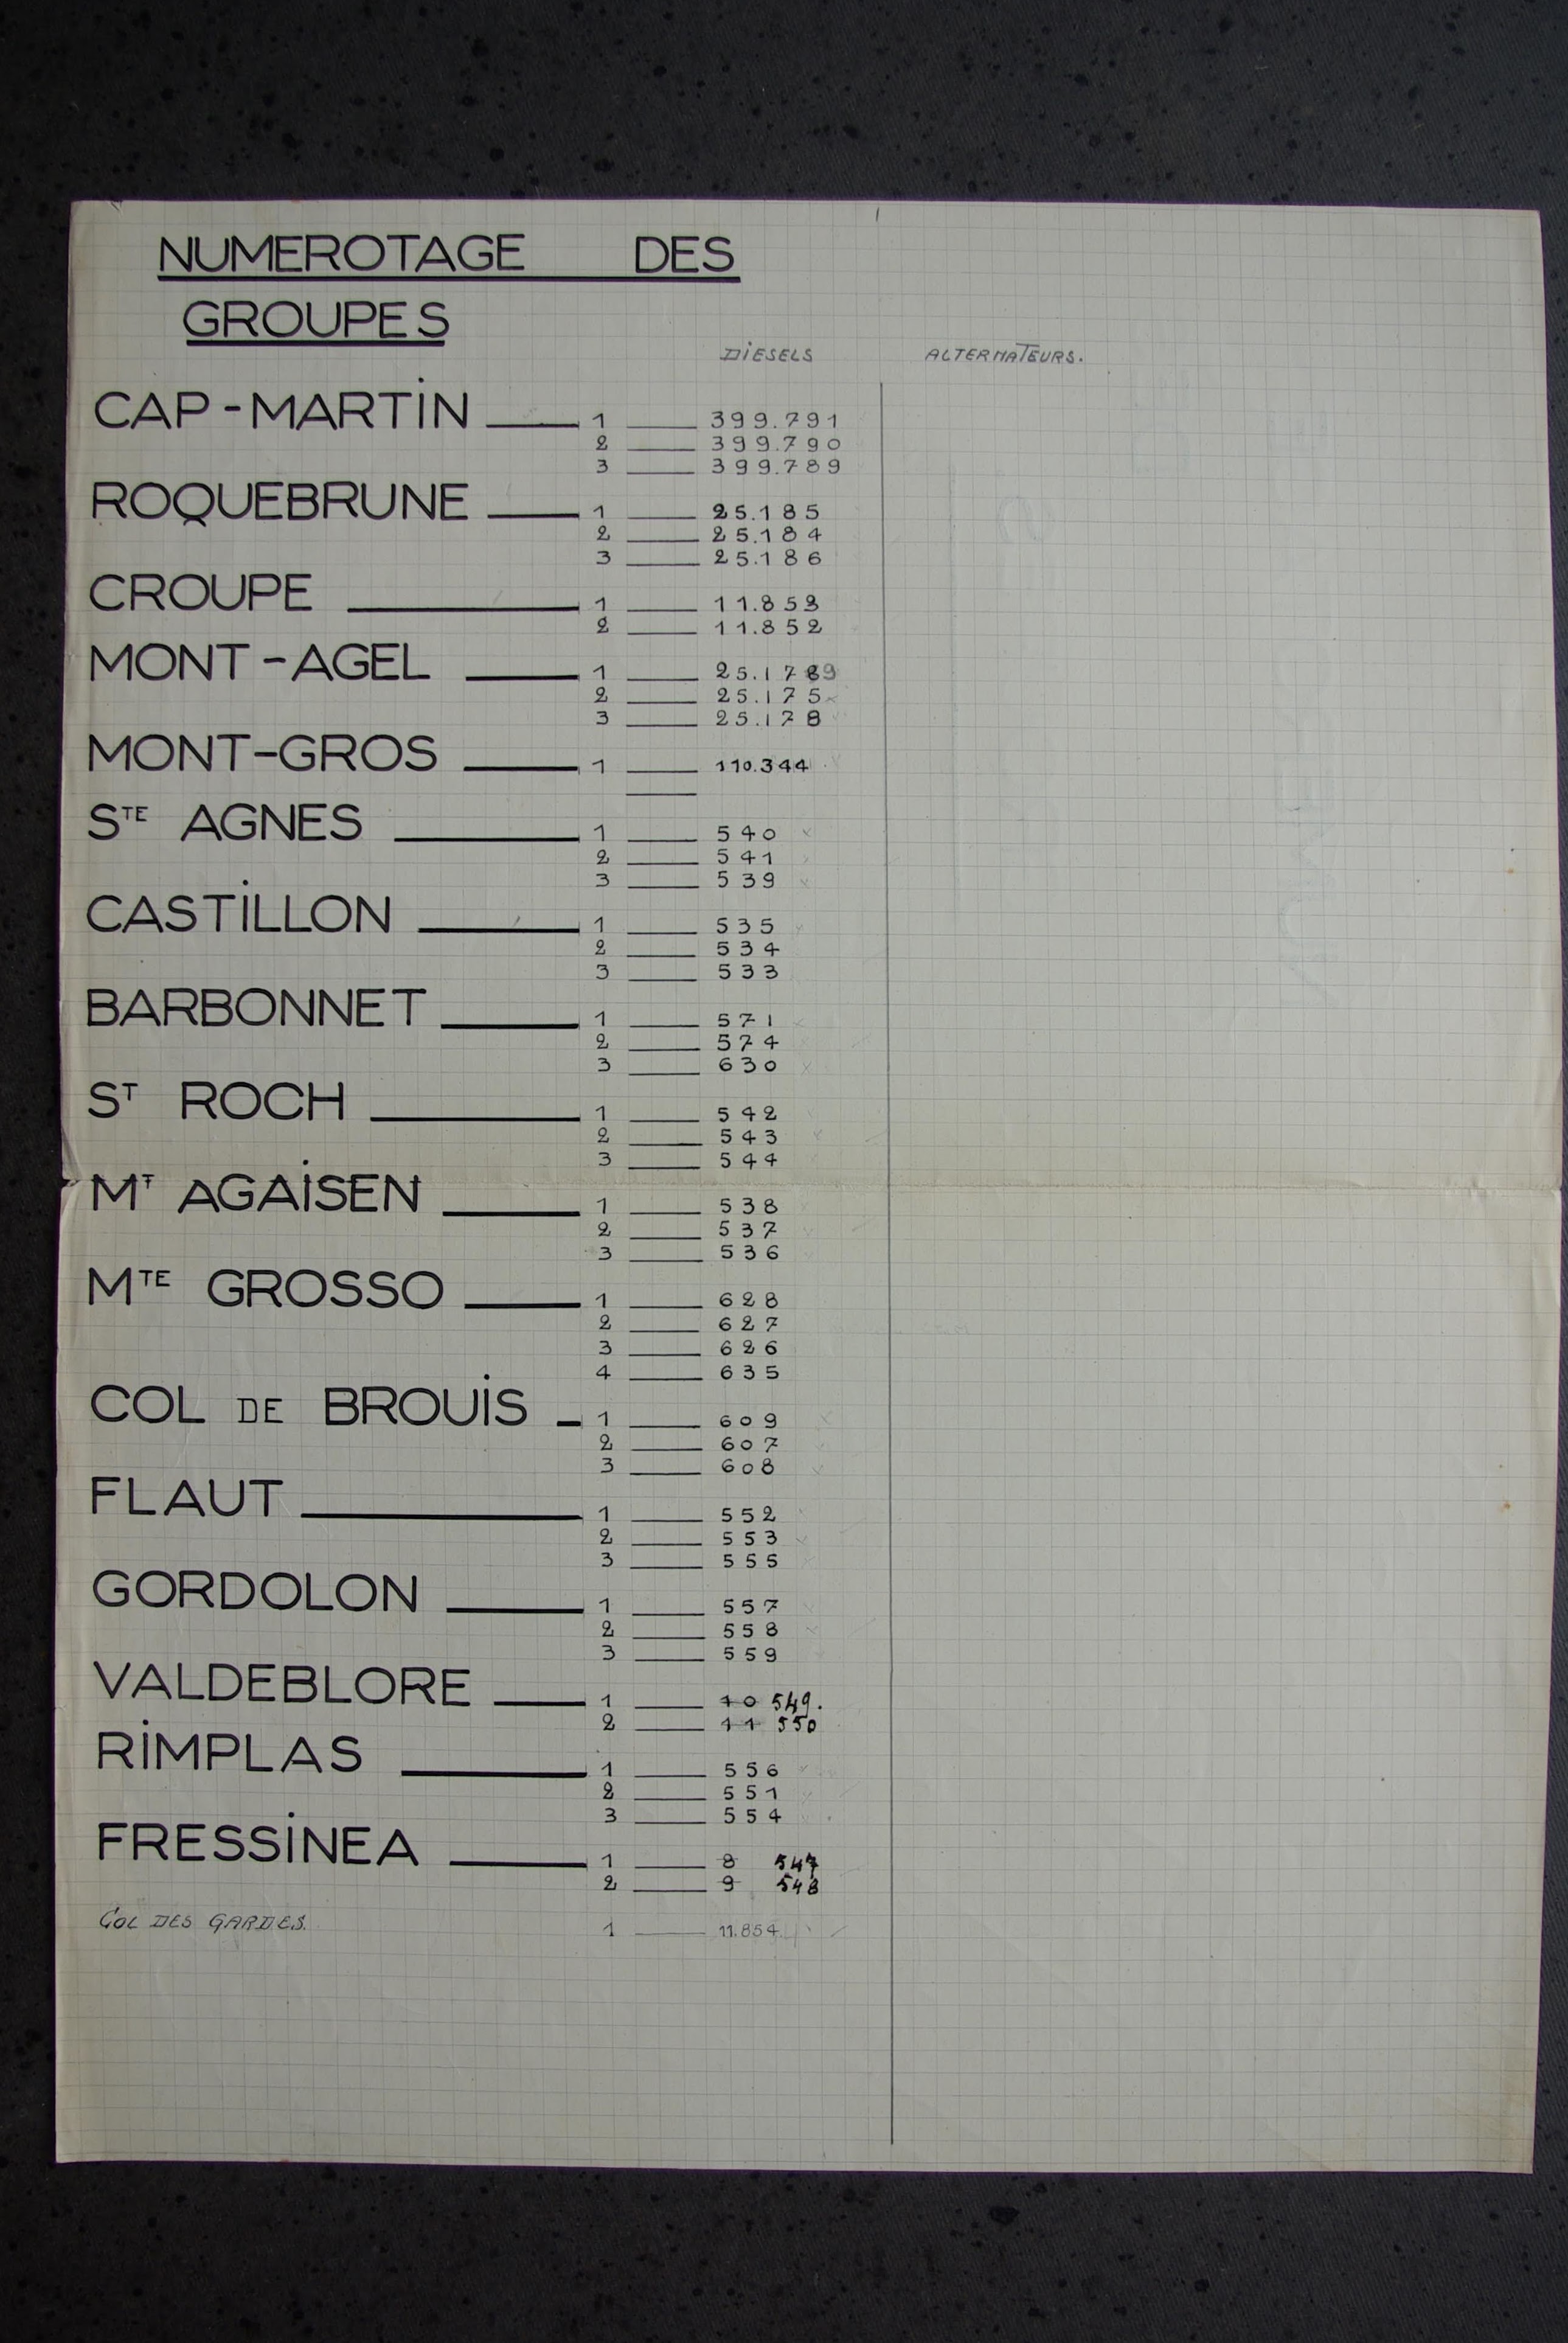 NUMEROTAGE DES
GROUPES
DIESELS ALTERNATEURS.
CAP-MARTIN 1 399.791
2 399.790
3 399.789
ROQUEBRUNE 1 25.185
2 25.184
3 25.186
CROUPE 1 11.853
2 11.852
MONT-AGEL 1
2 25.175
3 25.178
MONT-GROS 1 110.344
STE AGNES 1 540
2 541
3 539
CASTILLON 1 535
2 534
3 533
BARBONNET 1 571
2 574
3 630
ST ROCH 1 542
2 543
3 544
MT AGAISEN 1 538
2 537
3 536
MTE GROSSO 1 628
2 627
3 626
4 635
COL DE BROUIS 1 609
2 607
3 608
FLAUT 1 552
2 553
3 555
GORDOLON 1 557
2 558
3 559
VALDEBLORE 1 10 549.
2 11 550
RIMPLAS 1 556
2 551
3 554
FRESSINEA 1 8 547
2 9 548
COL DES GARDES. 1 11.854